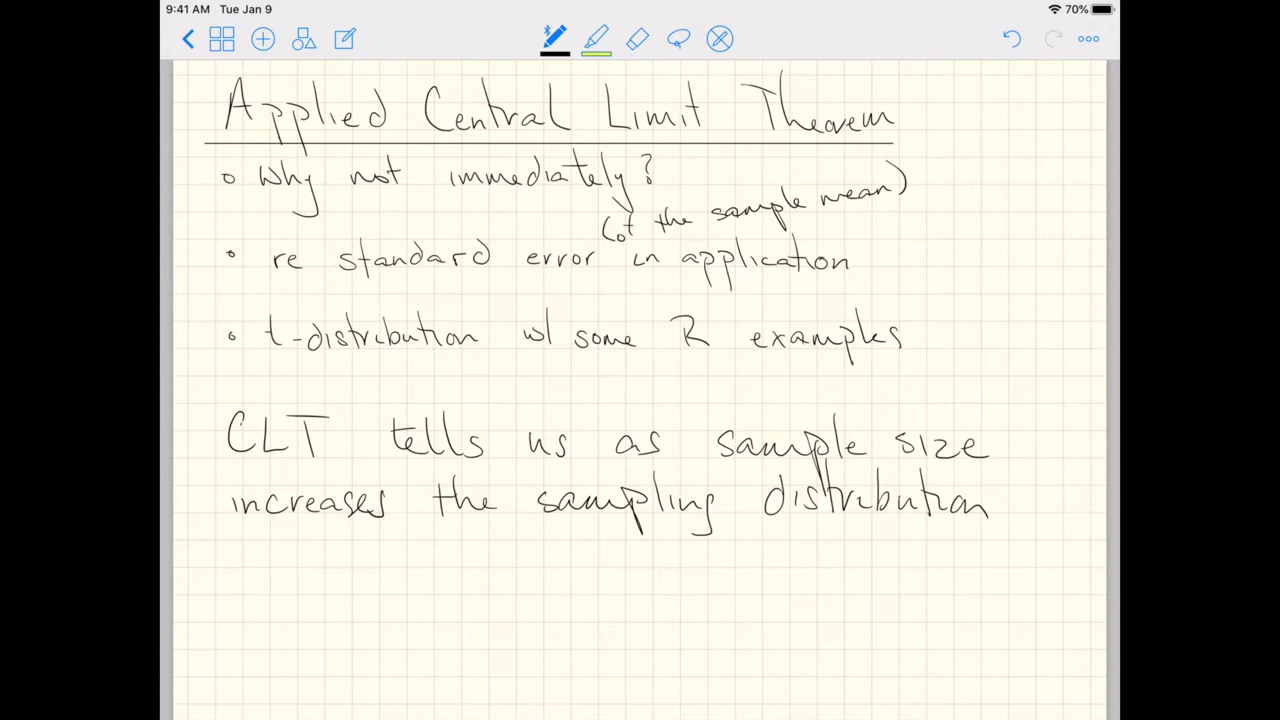 9:41 AM Tue Jan 9
70%
Applied Central Limit Theorem
Why not immediately?
(of the sample mean)
re standard error in application
t-distribution w/ some R examples
CLT tells us as sample size
increases the sampling distribution